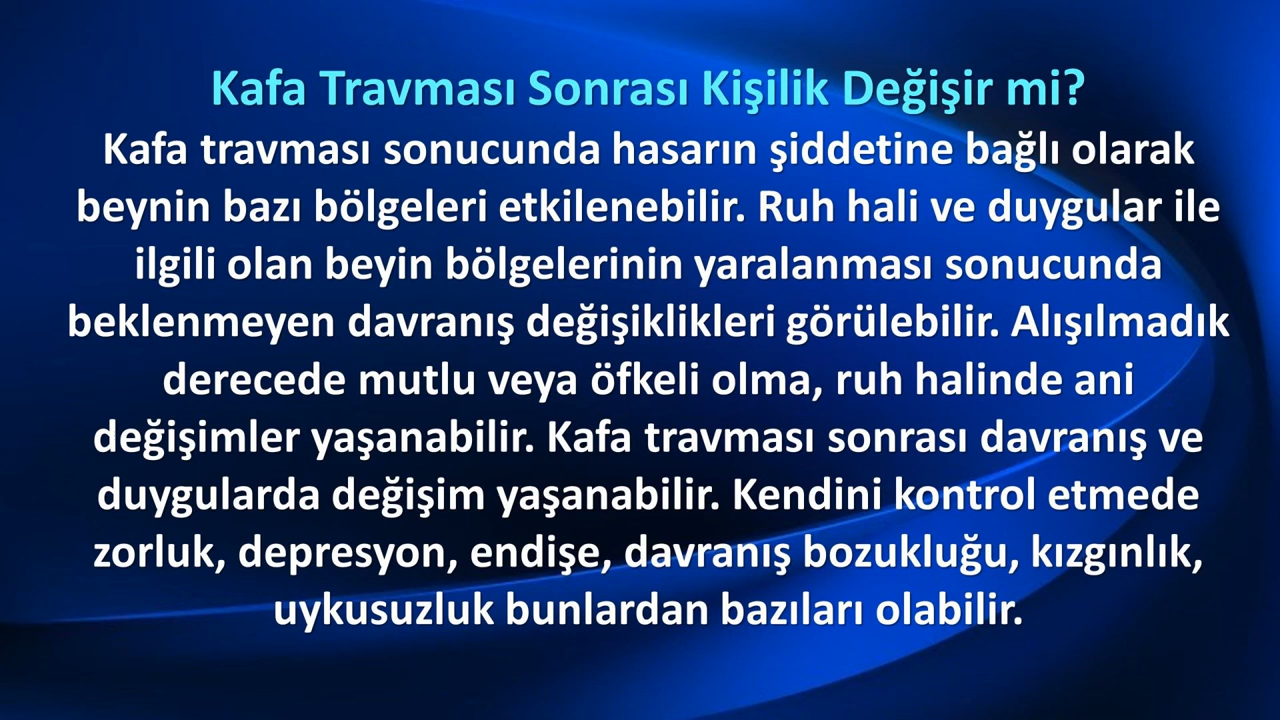 Kafa Travması Sonrası Kişilik Değişir mi?
Kafa travması sonucunda hasarın şiddetine bağlı olarak
beynin bazı bölgeleri etkilenebilir. Ruh hali ve duygular ile
ilgili olan beyin bölgelerinin yaralanması sonucunda
beklenmeyen davranış değişiklikleri görülebilir. Alışılmadık
derecede mutlu veya öfkeli olma, ruh halinde ani
değişimler yaşanabilir. Kafa travması sonrası davranış ve
duygularda değişim yaşanabilir. Kendini kontrol etmede
zorluk, depresyon, endişe, davranış bozukluğu, kızgınlık,
uykusuzluk bunlardan bazıları olabilir.